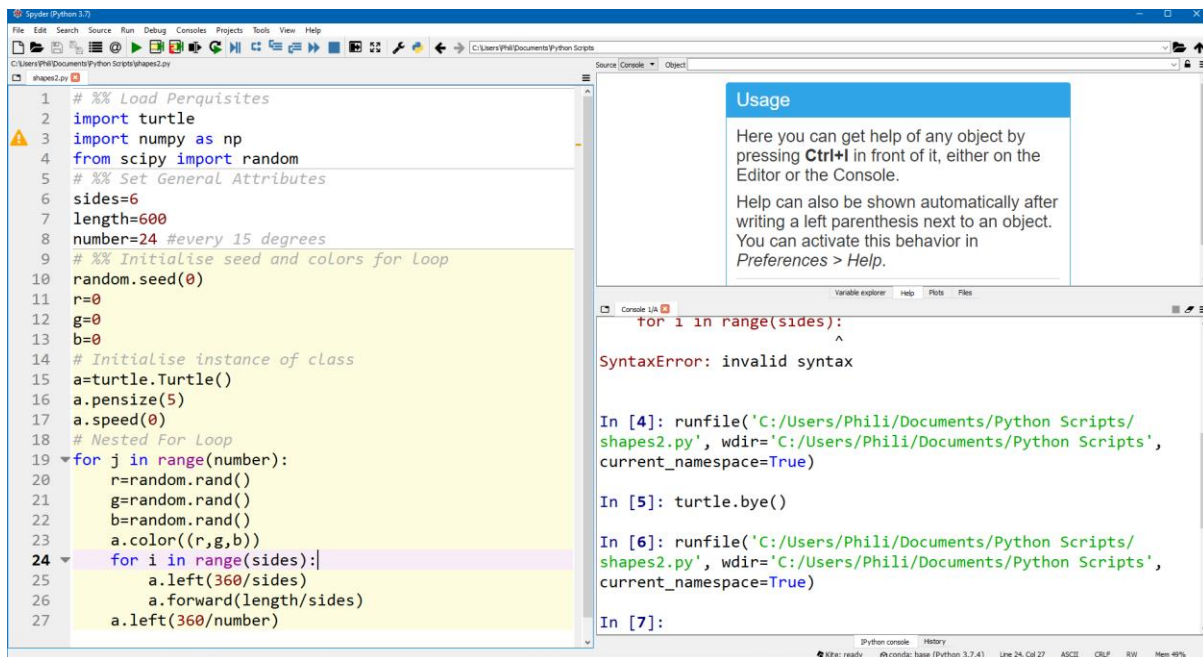 Spyder (Python 3.7)
File Edit Search Source Run Debug Consoles Projects Tools View Help
C:\Users\Phili\Documents\Python Scripts
C:\Users\Phili\Documents\Python Scripts\shapes2.py
shapes2.py
1 # %% Load Perquisites
2 import turtle
3 import numpy as np
4 from scipy import random
5 # %% Set General Attributes
6 sides=6
7 length=600
8 number=24 #every 15 degrees
9 # %% Initialise seed and colors for loop
10 random.seed(0)
11 r=0
12 g=0
13 b=0
14 # Initialise instance of class
15 a=turtle.Turtle()
16 a.pensize(5)
17 a.speed(0)
18 # Nested For Loop
19 for j in range(number):
20 r=random.rand()
21 g=random.rand()
22 b=random.rand()
23 a.color((r,g,b))
24 for i in range(sides):
25 a.left(360/sides)
26 a.forward(length/sides)
27 a.left(360/number)
Source Console Object
Usage
Here you can get help of any object by
pressing Ctrl+I in front of it, either on the
Editor or the Console.
Help can also be shown automatically after
writing a left parenthesis next to an object.
You can activate this behavior in
Preferences > Help.
Variable explorer Help Plots Files
Console 1/A
for i in range(sides):
^
SyntaxError: invalid syntax
In [4]: runfile('C:/Users/Phili/Documents/Python Scripts/
shapes2.py', wdir='C:/Users/Phili/Documents/Python Scripts',
current_namespace=True)
In [5]: turtle.bye()
In [6]: runfile('C:/Users/Phili/Documents/Python Scripts/
shapes2.py', wdir='C:/Users/Phili/Documents/Python Scripts',
current_namespace=True)
In [7]:
IPython console History
Kite: ready conda: base (Python 3.7.4) Line 24, Col 27 ASCII CRLF RW Mem 49%